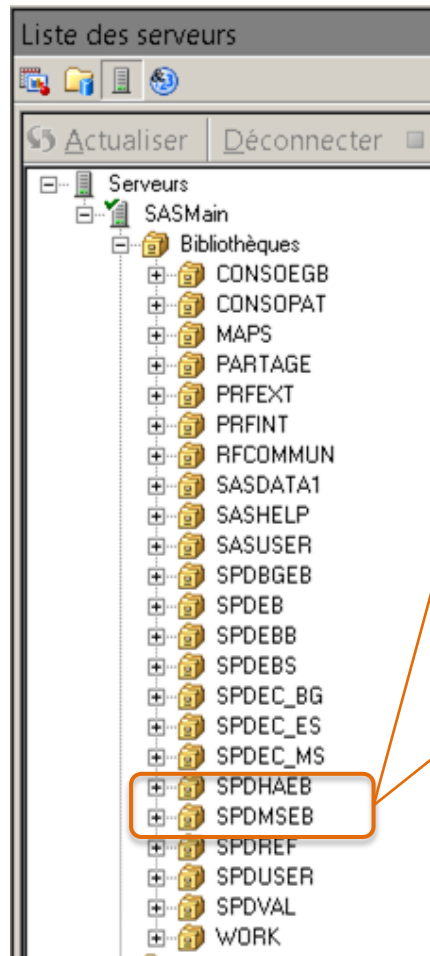 Liste des serveurs
Actualiser Déconnecter
Serveurs
SASMain
Bibliothèques
CONSOEGB
CONSOPAT
MAPS
PARTAGE
PRFEXT
PRFINT
RFCOMMUN
SASDATA1
SASHELP
SASUSER
SPDBGEB
SPDEB
SPDEBB
SPDEBS
SPDEC_BG
SPDEC_ES
SPDEC_MS
SPDHAEB
SPDMSEB
SPDREF
SPDUSER
SPDVAL
WORK